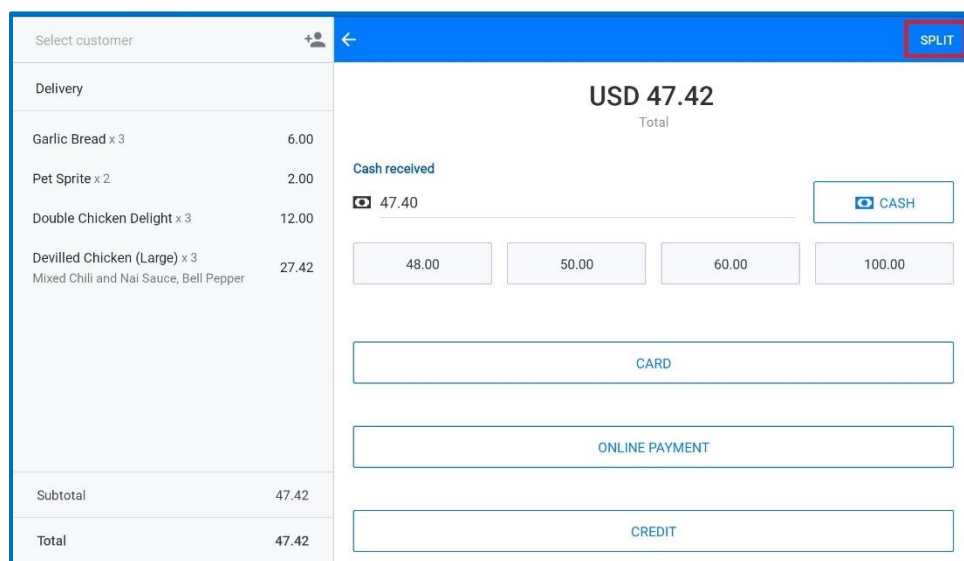 Select customer
SPLIT
Delivery
Garlic Bread x 3 6.00
Pet Sprite x 2 2.00
Double Chicken Delight x 3 12.00
Devilled Chicken (Large) x 3 27.42
Mixed Chili and Nai Sauce, Bell Pepper
Subtotal 47.42
Total 47.42
USD 47.42
Total
Cash received
47.40
CASH
48.00 50.00 60.00 100.00
CARD
ONLINE PAYMENT
CREDIT